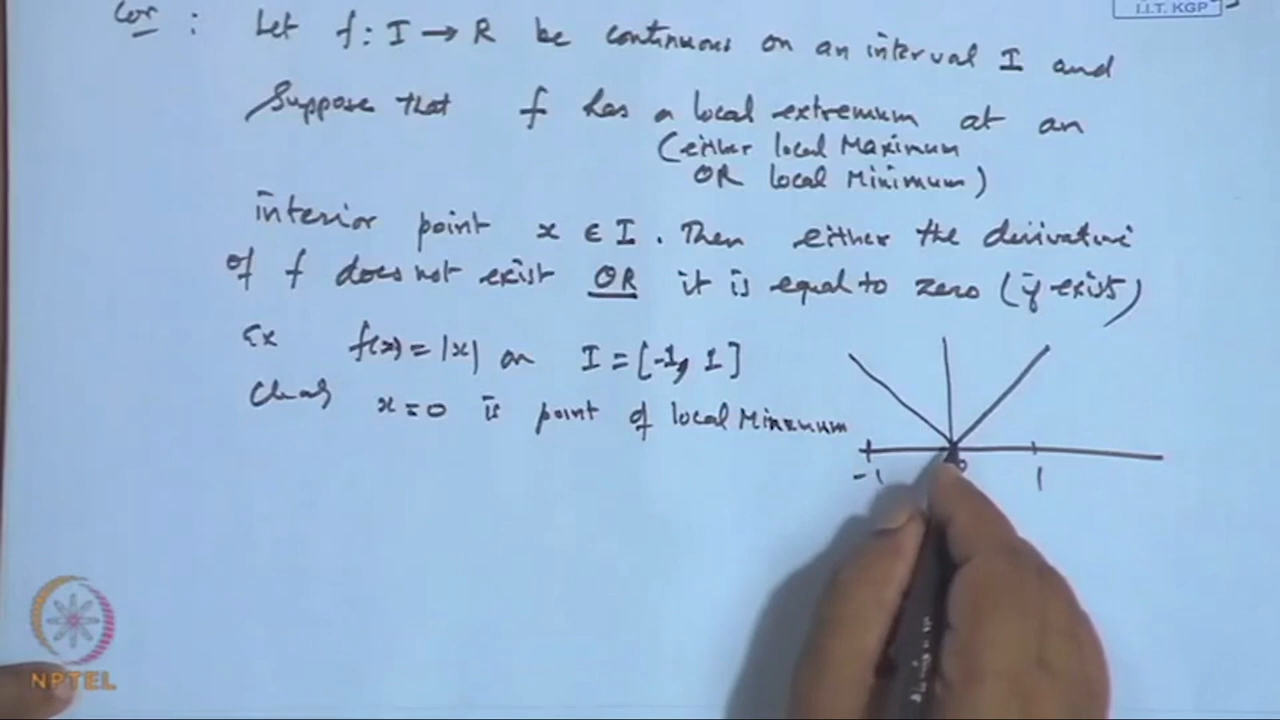 I.I.T. KGP
Cor : Let f : I → R be continuous on an interval I and
Suppose that f has a local extremum at an
(either local Maximum
OR local Minimum)
interior point x ∈ I. Then either the derivative
of f does not exist OR it is equal to zero (if exist)
Ex f(x) = |x| on I = [-1, 1]
Clearly x = 0 is point of local Minimum
-1 0 1
NPTEL